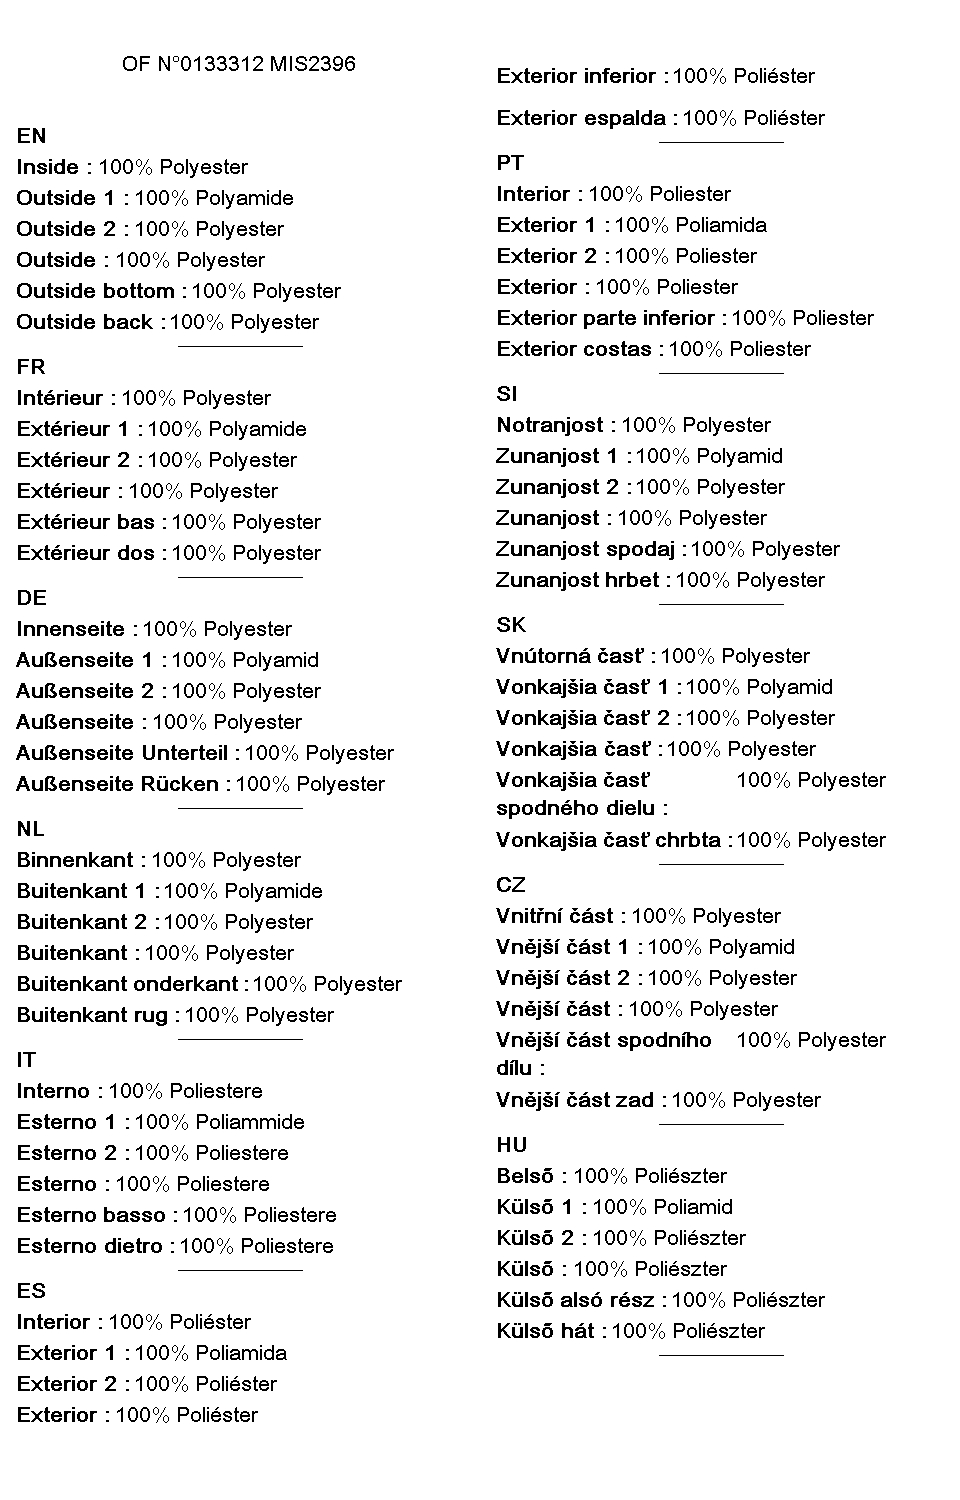 OF N°0133312 MIS2396
EN
Inside : 100% Polyester
Outside 1 : 100% Polyamide
Outside 2 : 100% Polyester
Outside : 100% Polyester
Outside bottom : 100% Polyester
Outside back : 100% Polyester
FR
Intérieur : 100% Polyester
Extérieur 1 : 100% Polyamide
Extérieur 2 : 100% Polyester
Extérieur : 100% Polyester
Extérieur bas : 100% Polyester
Extérieur dos : 100% Polyester
DE
Innenseite : 100% Polyester
Außenseite 1 : 100% Polyamid
Außenseite 2 : 100% Polyester
Außenseite : 100% Polyester
Außenseite Unterteil : 100% Polyester
Außenseite Rücken : 100% Polyester
NL
Binnenkant : 100% Polyester
Buitenkant 1 : 100% Polyamide
Buitenkant 2 : 100% Polyester
Buitenkant : 100% Polyester
Buitenkant onderkant : 100% Polyester
Buitenkant rug : 100% Polyester
IT
Interno : 100% Poliestere
Esterno 1 : 100% Poliammide
Esterno 2 : 100% Poliestere
Esterno : 100% Poliestere
Esterno basso : 100% Poliestere
Esterno dietro : 100% Poliestere
ES
Interior : 100% Poliéster
Exterior 1 : 100% Poliamida
Exterior 2 : 100% Poliéster
Exterior : 100% Poliéster
Exterior inferior : 100% Poliéster
Exterior espalda : 100% Poliéster
PT
Interior : 100% Poliester
Exterior 1 : 100% Poliamida
Exterior 2 : 100% Poliester
Exterior : 100% Poliester
Exterior parte inferior : 100% Poliester
Exterior costas : 100% Poliester
SI
Notranjost : 100% Polyester
Zunanjost 1 : 100% Polyamid
Zunanjost 2 : 100% Polyester
Zunanjost : 100% Polyester
Zunanjost spodaj : 100% Polyester
Zunanjost hrbet : 100% Polyester
SK
Vnútorná časť : 100% Polyester
Vonkajšia časť 1 : 100% Polyamid
Vonkajšia časť 2 : 100% Polyester
Vonkajšia časť : 100% Polyester
Vonkajšia časť 100% Polyester
spodného dielu :
Vonkajšia časť chrbta : 100% Polyester
CZ
Vnitřní část : 100% Polyester
Vnější část 1 : 100% Polyamid
Vnější část 2 : 100% Polyester
Vnější část : 100% Polyester
Vnější část spodního 100% Polyester
dílu :
Vnější část zad : 100% Polyester
HU
Belső : 100% Poliészter
Külső 1 : 100% Poliamid
Külső 2 : 100% Poliészter
Külső : 100% Poliészter
Külső alsó rész : 100% Poliészter
Külső hát : 100% Poliészter